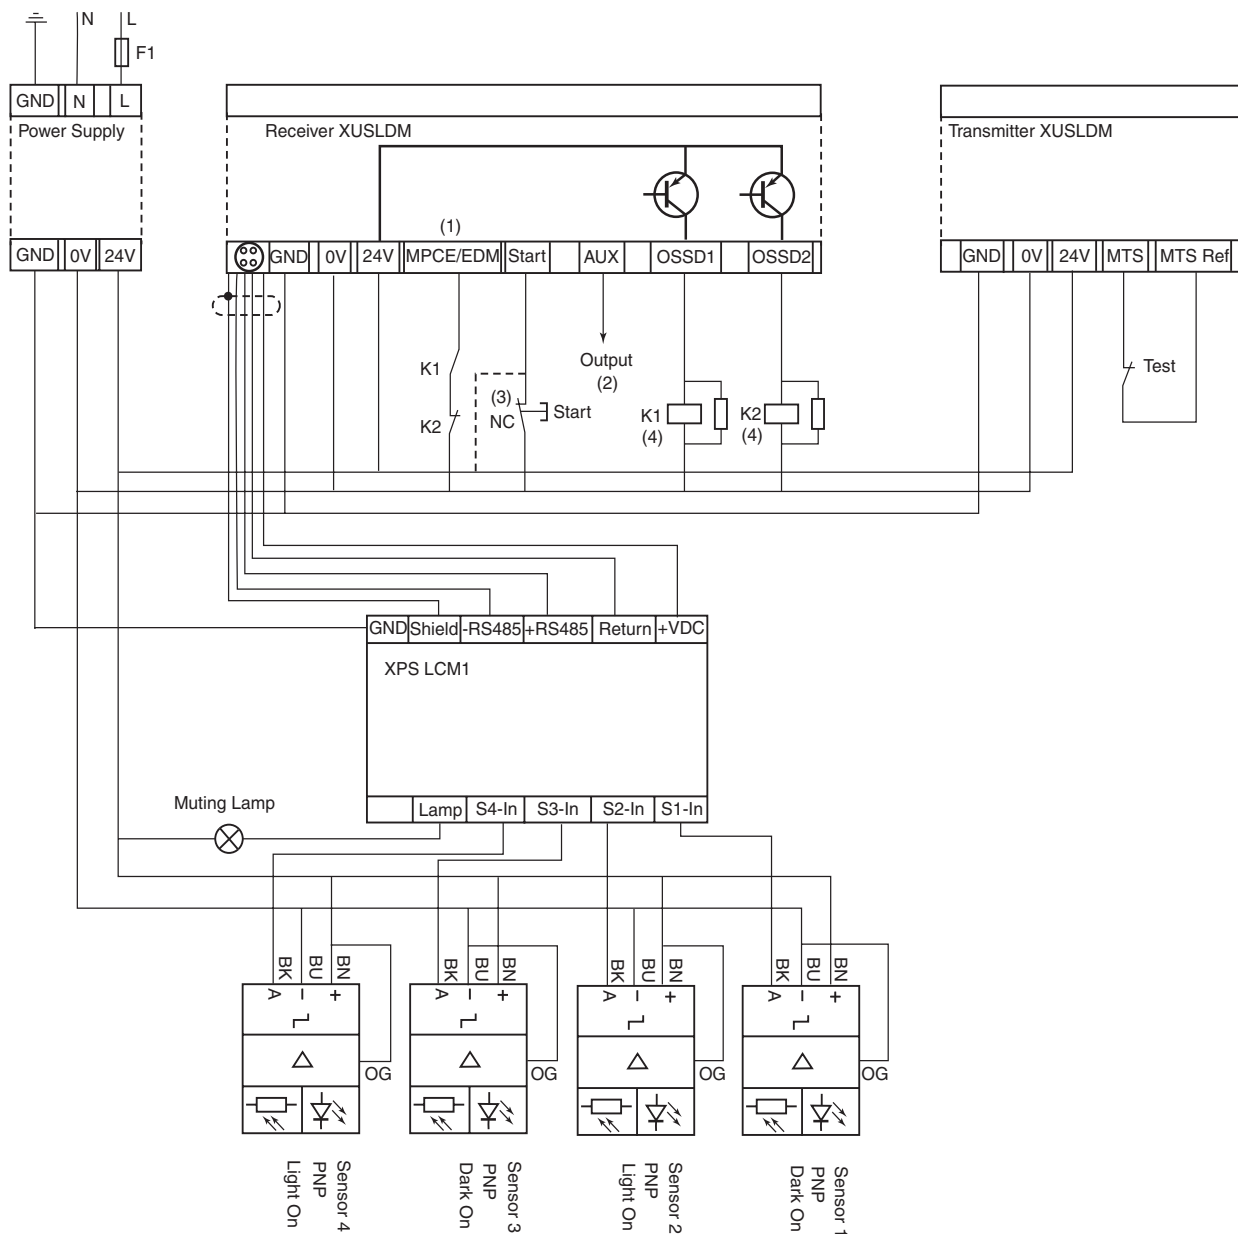 N L
F1
GND N L
Power Supply
Receiver XUSLDM
Transmitter XUSLDM
(1)
GND 0V 24V
GND 0V 24V MPCE/EDM Start AUX OSSD1 OSSD2
GND 0V 24V MTS MTS Ref
K1
K2
(3)
NC
Start
Output
(2)
K1
(4)
K2
(4)
Test
GND Shield -RS485 +RS485 Return +VDC
XPS LCM1
Muting Lamp
Lamp S4-In S3-In S2-In S1-In
BK BU BN
A - +
OG
BK BU BN
A - +
OG
BK BU BN
A - +
OG
BK BU BN
A - +
OG
Sensor 4
PNP
Light On
Sensor 3
PNP
Dark On
Sensor 2
PNP
Light On
Sensor 1
PNP
Dark On